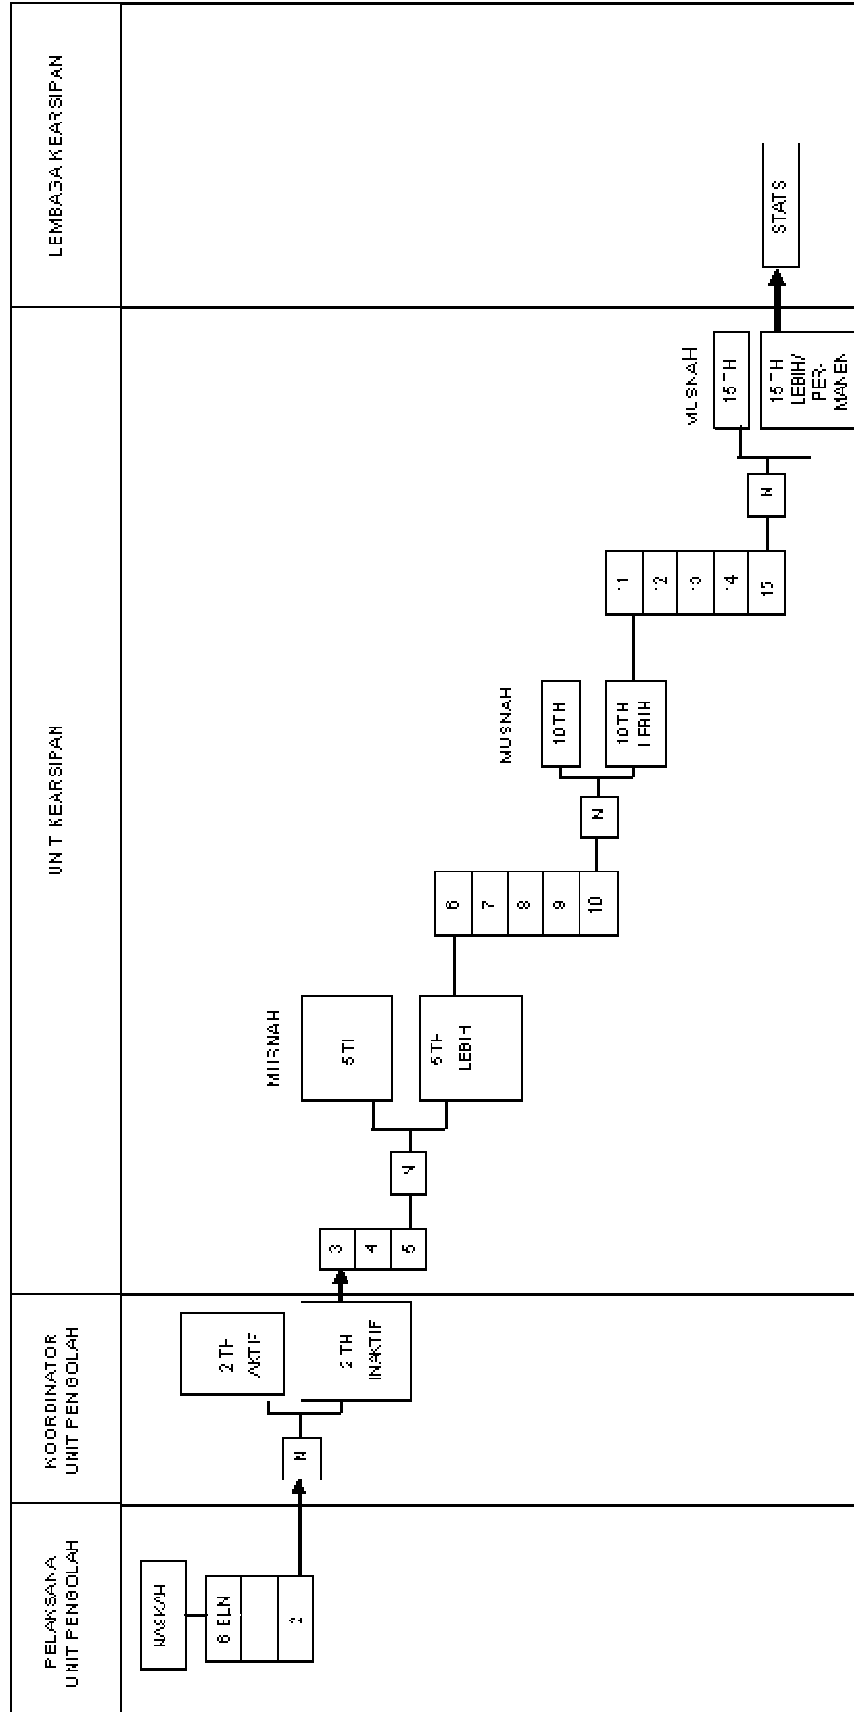 PELAKSANA
UNIT PENGOLAH
KOORDINATOR
UNIT PENGOLAH
UNIT KEARSIPAN
LEMBAGA KEARSIPAN
NASKAH
6 BLN
2
N
2 TH
AKTIF
2 TH
INAKTIF
3
4
5
N
MUSNAH
5 TH
5 TH
LEBIH
6
7
8
9
10
N
MUSNAH
10 TH
10 TH
LEBIH
11
12
13
14
15
N
MUSNAH
15 TH
15 TH
LEBIH/
PER-
MANEN
STATS